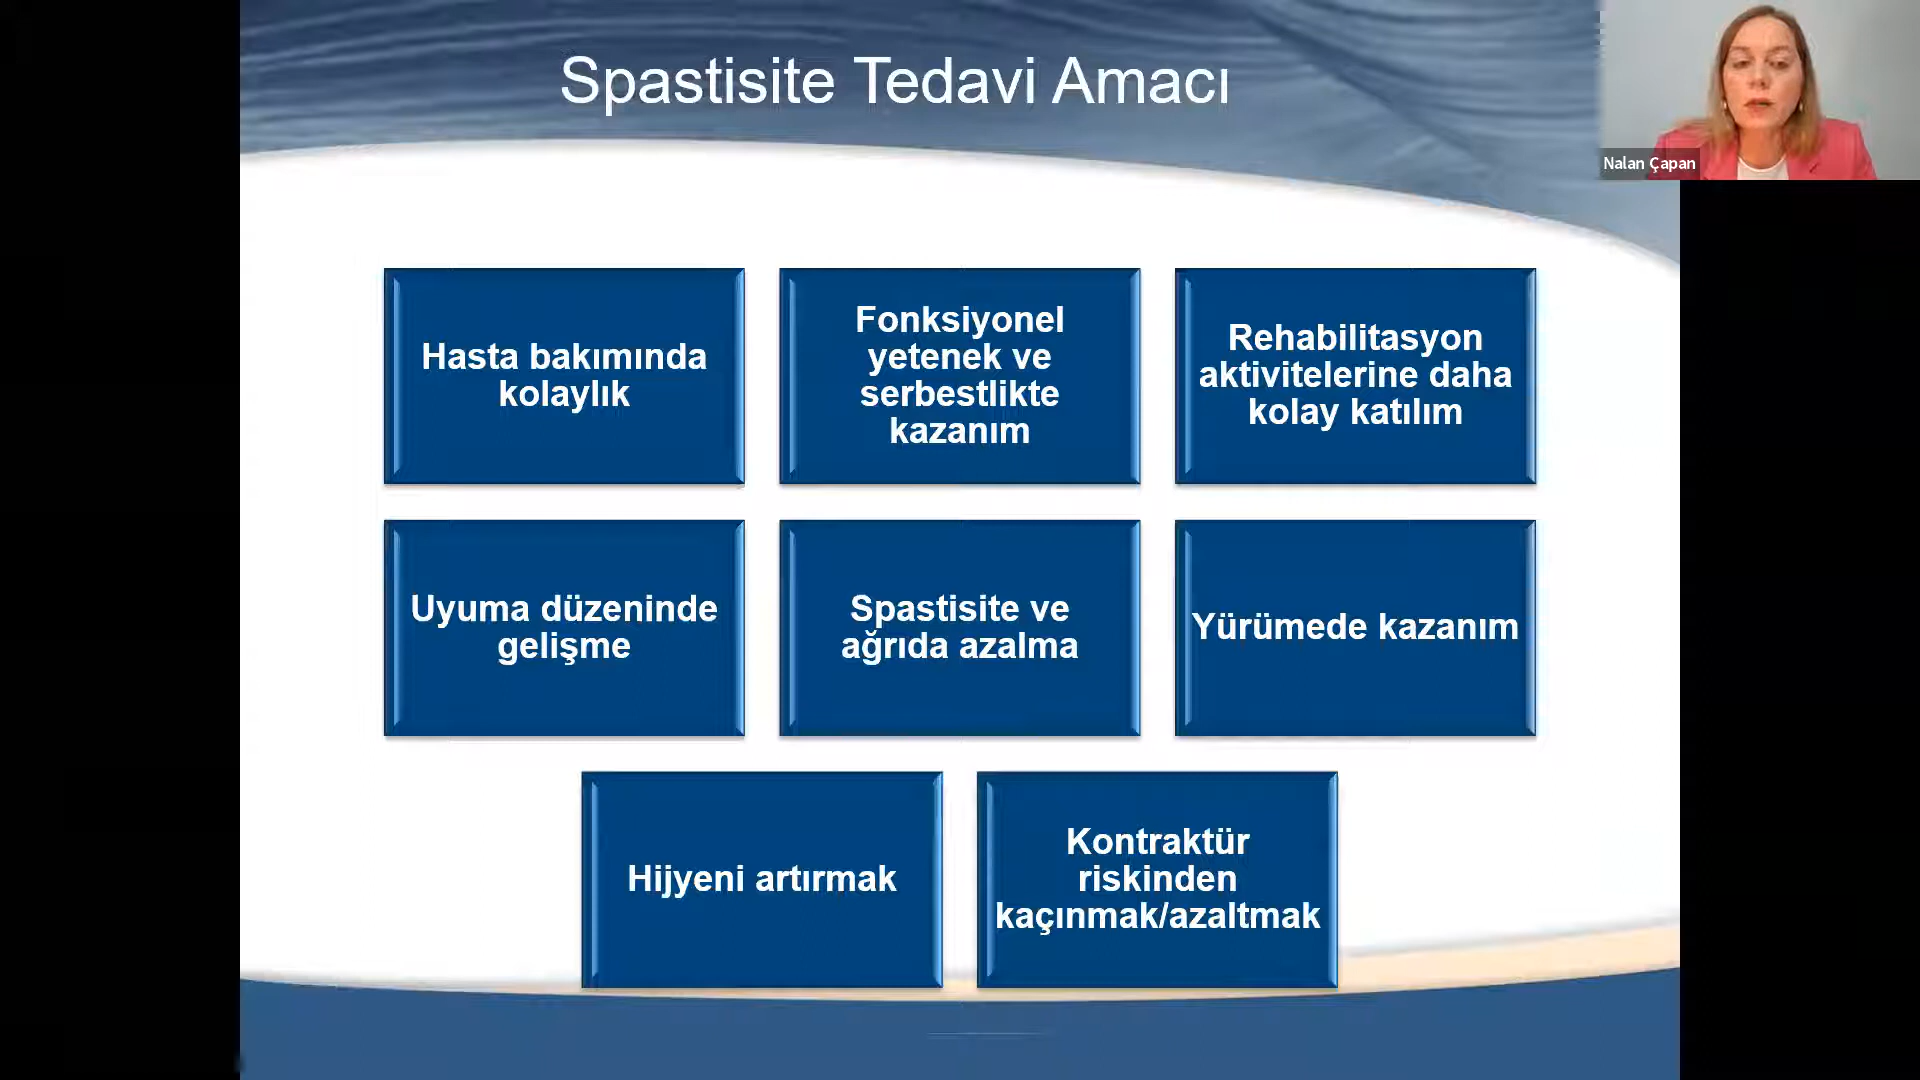 Spastisite Tedavi Amacı
Nalan Çapan
Hasta bakımında
kolaylık
Fonksiyonel
yetenek ve
serbestlikte
kazanım
Rehabilitasyon
aktivitelerine daha
kolay katılım
Uyuma düzeninde
gelişme
Spastisite ve
ağrıda azalma
Yürümede kazanım
Hijyeni artırmak
Kontraktür
riskinden
kaçınmak/azaltmak